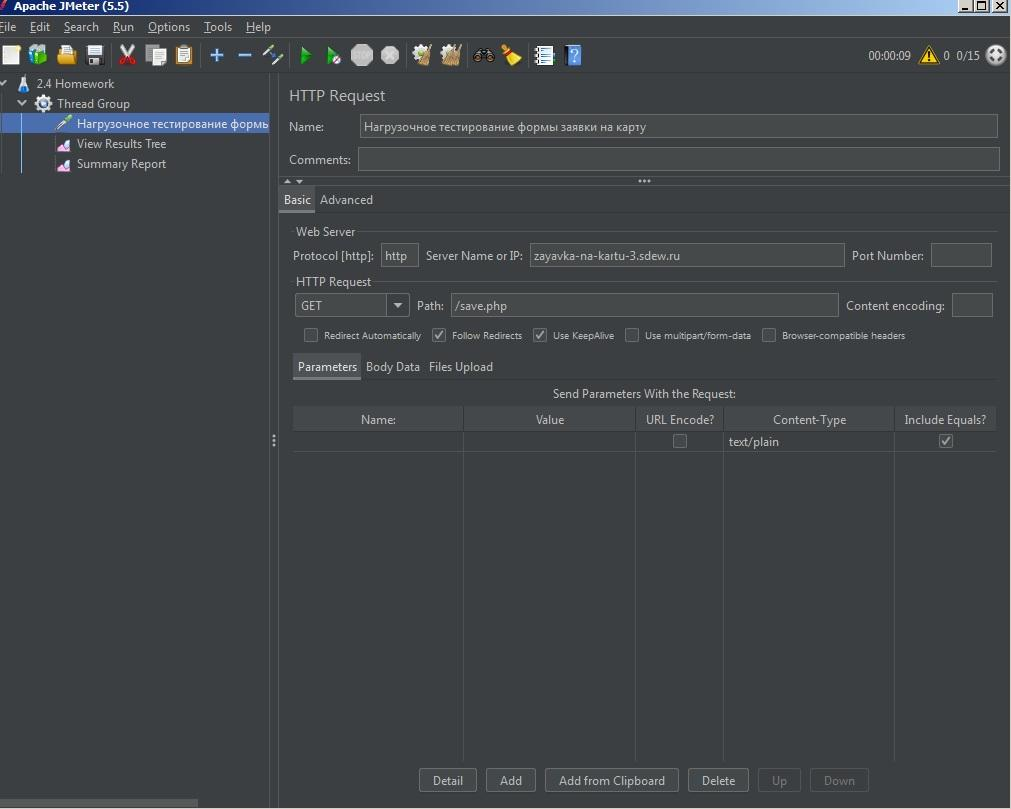 Apache JMeter (5.5)
File Edit Search Run Options Tools Help
00:00:09 0 0/15
2.4 Homework
Thread Group
Нагрузочное тестирование формы
View Results Tree
Summary Report
HTTP Request
Name: Нагрузочное тестирование формы заявки на карту
Comments:
Basic Advanced
Web Server
Protocol [http]: http Server Name or IP: zayavka-na-kartu-3.sdew.ru Port Number:
HTTP Request
GET Path: /save.php Content encoding:
Redirect Automatically Follow Redirects Use KeepAlive Use multipart/form-data Browser-compatible headers
Parameters Body Data Files Upload
Send Parameters With the Request:
Name: Value URL Encode? Content-Type Include Equals?
text/plain
Detail Add Add from Clipboard Delete Up Down